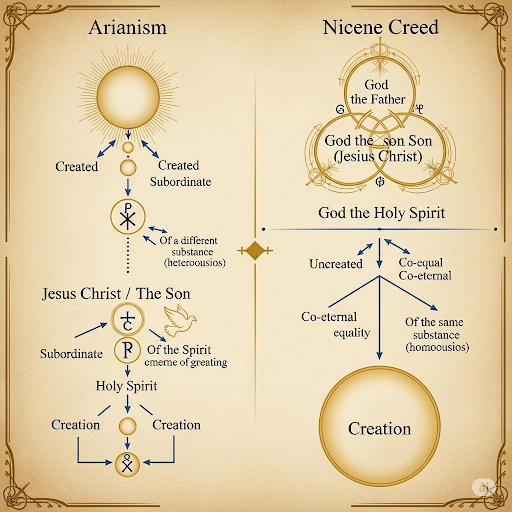 Arianism
Created
Created
Subordinate
Of a different
substance
(heteroousios)
Jesus Christ / The Son
Subordinate
Of the Spirit
cmeme of greating
Holy Spirit
Creation
Creation
Nicene Creed
God
the Father
God the son Son
(Jesius Christ)
God the Holy Spirit
Uncreated
Co-equal
Co-eternal
Co-eternal
equality
Of the same
substance
(homoousios)
Creation